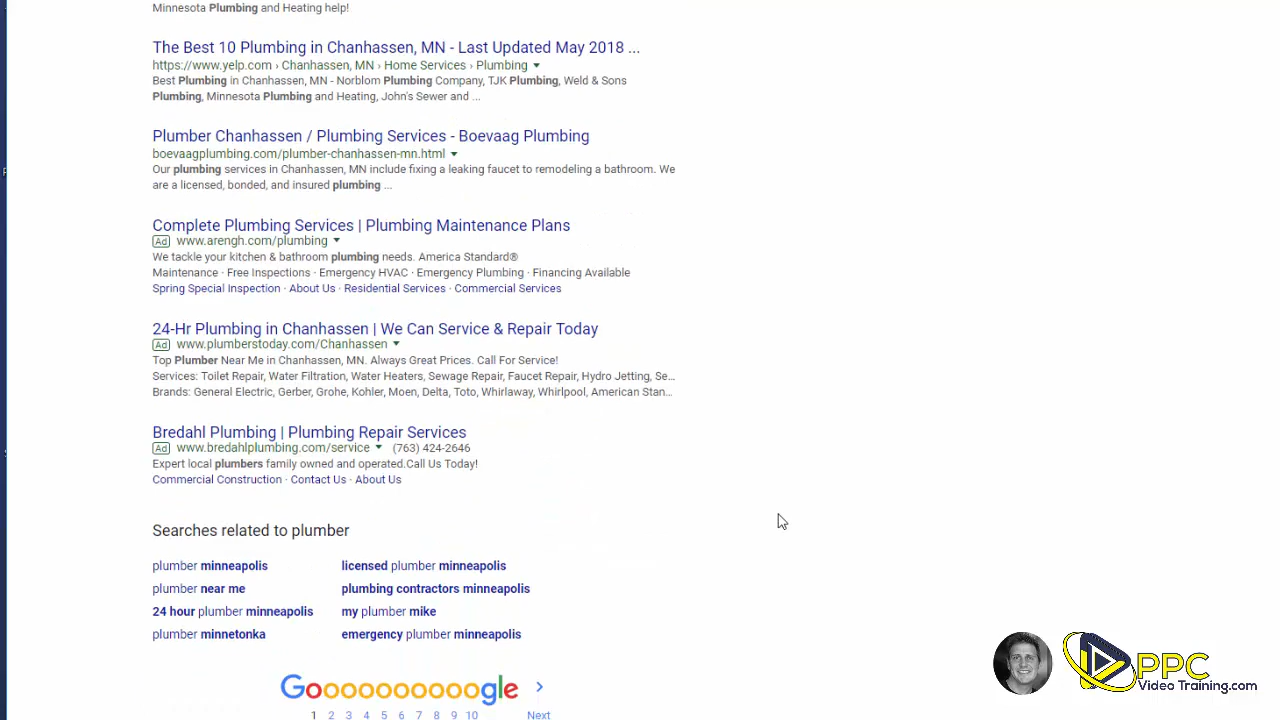 Minnesota Plumbing and Heating help!
The Best 10 Plumbing in Chanhassen, MN - Last Updated May 2018 ...
https://www.yelp.com › Chanhassen, MN › Home Services › Plumbing
Best Plumbing in Chanhassen, MN - Norblom Plumbing Company, TJK Plumbing, Weld & Sons
Plumbing, Minnesota Plumbing and Heating, John's Sewer and ...
Plumber Chanhassen / Plumbing Services - Boevaag Plumbing
boevaagplumbing.com/plumber-chanhassen-mn.html
Our plumbing services in Chanhassen, MN include fixing a leaking faucet to remodeling a bathroom. We
are a licensed, bonded, and insured plumbing ...
Complete Plumbing Services | Plumbing Maintenance Plans
Ad www.arengh.com/plumbing
We tackle your kitchen & bathroom plumbing needs. America Standard®
Maintenance · Free Inspections · Emergency HVAC · Emergency Plumbing · Financing Available
Spring Special Inspection · About Us · Residential Services · Commercial Services
24-Hr Plumbing in Chanhassen | We Can Service & Repair Today
Ad www.plumberstoday.com/Chanhassen
Top Plumber Near Me in Chanhassen, MN. Always Great Prices. Call For Service!
Services: Toilet Repair, Water Filtration, Water Heaters, Sewage Repair, Faucet Repair, Hydro Jetting, Se...
Brands: General Electric, Gerber, Grohe, Kohler, Moen, Delta, Toto, Whirlaway, Whirlpool, American Stan...
Bredahl Plumbing | Plumbing Repair Services
Ad www.bredahlplumbing.com/service (763) 424-2646
Expert local plumbers family owned and operated.Call Us Today!
Commercial Construction · Contact Us · About Us
Searches related to plumber
plumber minneapolis licensed plumber minneapolis
plumber near me plumbing contractors minneapolis
24 hour plumber minneapolis my plumber mike
plumber minnetonka emergency plumber minneapolis
Goooooooooogle
1 2 3 4 5 6 7 8 9 10 Next
PPC
Video Training.com